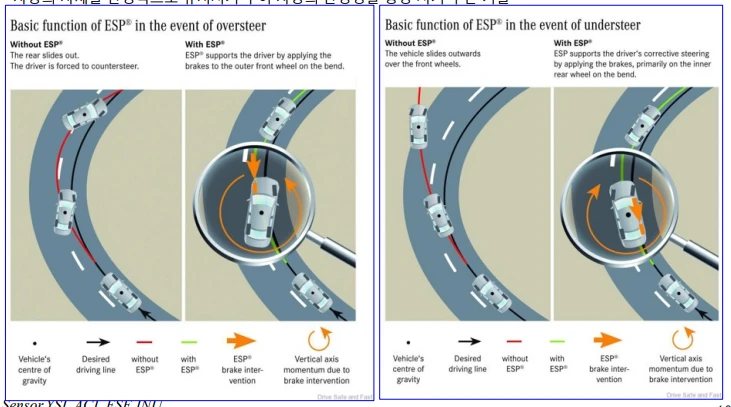 Basic function of ESP® in the event of oversteer
Without ESP®
The rear slides out.
The driver is forced to countersteer.
With ESP®
ESP® supports the driver by applying the
brakes to the outer front wheel on the bend.
Vehicle's
centre of
gravity
Desired
driving line
without
ESP®
with
ESP®
ESP®
brake inter-
vention
Vertical axis
momentum due to
brake intervention
Drive Safe and Fast
Basic function of ESP® in the event of understeer
Without ESP®
The vehicle slides outwards
over the front wheels.
With ESP®
ESP supports the driver's corrective steering
by applying the brakes, primarily on the inner
rear wheel on the bend.
Vehicle's
centre of
gravity
Desired
driving line
without
ESP®
with
ESP®
ESP®
brake inter-
vention
Vertical axis
momentum due to
brake intervention
Drive Safe and Fast